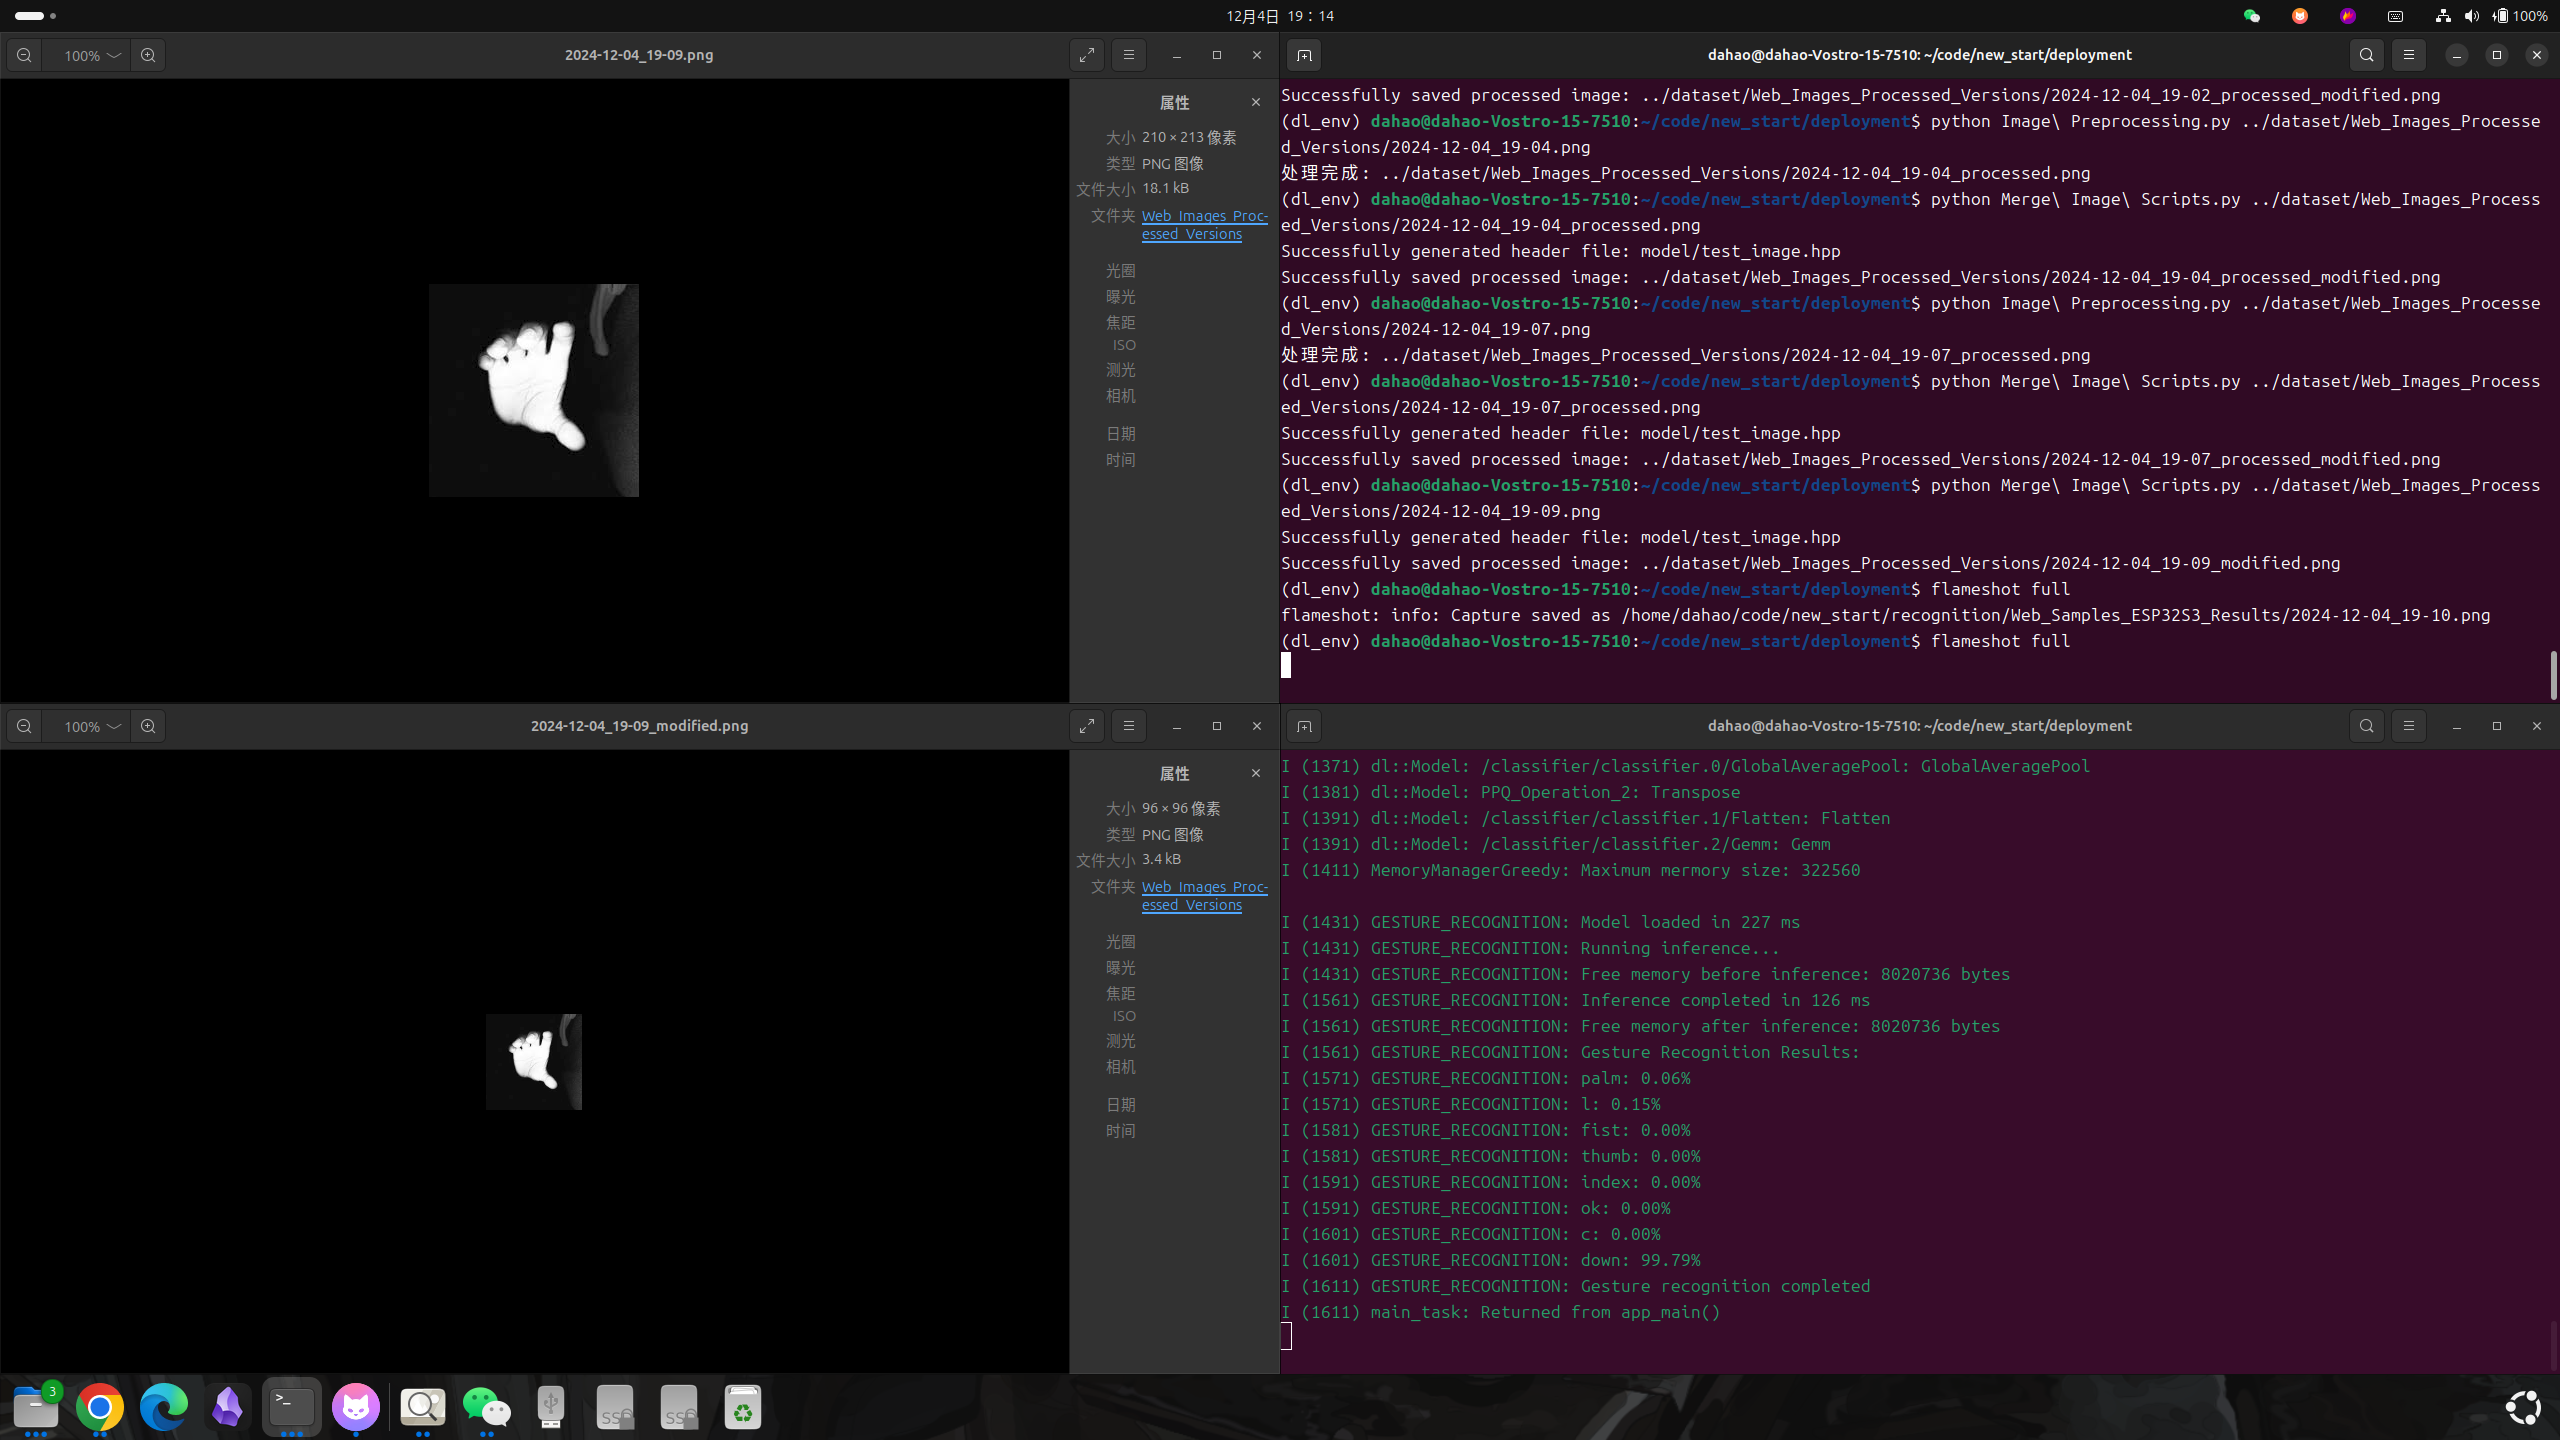 12月4日 19：14
100%
100%
2024-12-04_19-09.png
属性
大小 210 × 213 像素
类型 PNG 图像
文件大小 18.1 kB
文件夹 Web_Images_Proc-
essed_Versions
光圈
曝光
焦距
ISO
测光
相机
日期
时间
dahao@dahao-Vostro-15-7510: ~/code/new_start/deployment
Successfully saved processed image: ../dataset/Web_Images_Processed_Versions/2024-12-04_19-02_processed_modified.png
(dl_env) dahao@dahao-Vostro-15-7510:~/code/new_start/deployment$ python Image\ Preprocessing.py ../dataset/Web_Images_Processe
d_Versions/2024-12-04_19-04.png
处理完成: ../dataset/Web_Images_Processed_Versions/2024-12-04_19-04_processed.png
(dl_env) dahao@dahao-Vostro-15-7510:~/code/new_start/deployment$ python Merge\ Image\ Scripts.py ../dataset/Web_Images_Process
ed_Versions/2024-12-04_19-04_processed.png
Successfully generated header file: model/test_image.hpp
Successfully saved processed image: ../dataset/Web_Images_Processed_Versions/2024-12-04_19-04_processed_modified.png
(dl_env) dahao@dahao-Vostro-15-7510:~/code/new_start/deployment$ python Image\ Preprocessing.py ../dataset/Web_Images_Processe
d_Versions/2024-12-04_19-07.png
处理完成: ../dataset/Web_Images_Processed_Versions/2024-12-04_19-07_processed.png
(dl_env) dahao@dahao-Vostro-15-7510:~/code/new_start/deployment$ python Merge\ Image\ Scripts.py ../dataset/Web_Images_Process
ed_Versions/2024-12-04_19-07_processed.png
Successfully generated header file: model/test_image.hpp
Successfully saved processed image: ../dataset/Web_Images_Processed_Versions/2024-12-04_19-07_processed_modified.png
(dl_env) dahao@dahao-Vostro-15-7510:~/code/new_start/deployment$ python Merge\ Image\ Scripts.py ../dataset/Web_Images_Process
ed_Versions/2024-12-04_19-09.png
Successfully generated header file: model/test_image.hpp
Successfully saved processed image: ../dataset/Web_Images_Processed_Versions/2024-12-04_19-09_modified.png
(dl_env) dahao@dahao-Vostro-15-7510:~/code/new_start/deployment$ flameshot full
flameshot: info: Capture saved as /home/dahao/code/new_start/recognition/Web_Samples_ESP32S3_Results/2024-12-04_19-10.png
(dl_env) dahao@dahao-Vostro-15-7510:~/code/new_start/deployment$ flameshot full
100%
2024-12-04_19-09_modified.png
属性
大小 96 × 96 像素
类型 PNG 图像
文件大小 3.4 kB
文件夹 Web_Images_Proc-
essed_Versions
光圈
曝光
焦距
ISO
测光
相机
日期
时间
dahao@dahao-Vostro-15-7510: ~/code/new_start/deployment
I (1371) dl::Model: /classifier/classifier.0/GlobalAveragePool: GlobalAveragePool
I (1381) dl::Model: PPQ_Operation_2: Transpose
I (1391) dl::Model: /classifier/classifier.1/Flatten: Flatten
I (1391) dl::Model: /classifier/classifier.2/Gemm: Gemm
I (1411) MemoryManagerGreedy: Maximum mermory size: 322560
I (1431) GESTURE_RECOGNITION: Model loaded in 227 ms
I (1431) GESTURE_RECOGNITION: Running inference...
I (1431) GESTURE_RECOGNITION: Free memory before inference: 8020736 bytes
I (1561) GESTURE_RECOGNITION: Inference completed in 126 ms
I (1561) GESTURE_RECOGNITION: Free memory after inference: 8020736 bytes
I (1561) GESTURE_RECOGNITION: Gesture Recognition Results:
I (1571) GESTURE_RECOGNITION: palm: 0.06%
I (1571) GESTURE_RECOGNITION: l: 0.15%
I (1581) GESTURE_RECOGNITION: fist: 0.00%
I (1581) GESTURE_RECOGNITION: thumb: 0.00%
I (1591) GESTURE_RECOGNITION: index: 0.00%
I (1591) GESTURE_RECOGNITION: ok: 0.00%
I (1601) GESTURE_RECOGNITION: c: 0.00%
I (1601) GESTURE_RECOGNITION: down: 99.79%
I (1611) GESTURE_RECOGNITION: Gesture recognition completed
I (1611) main_task: Returned from app_main()
3
>_
SS
SS